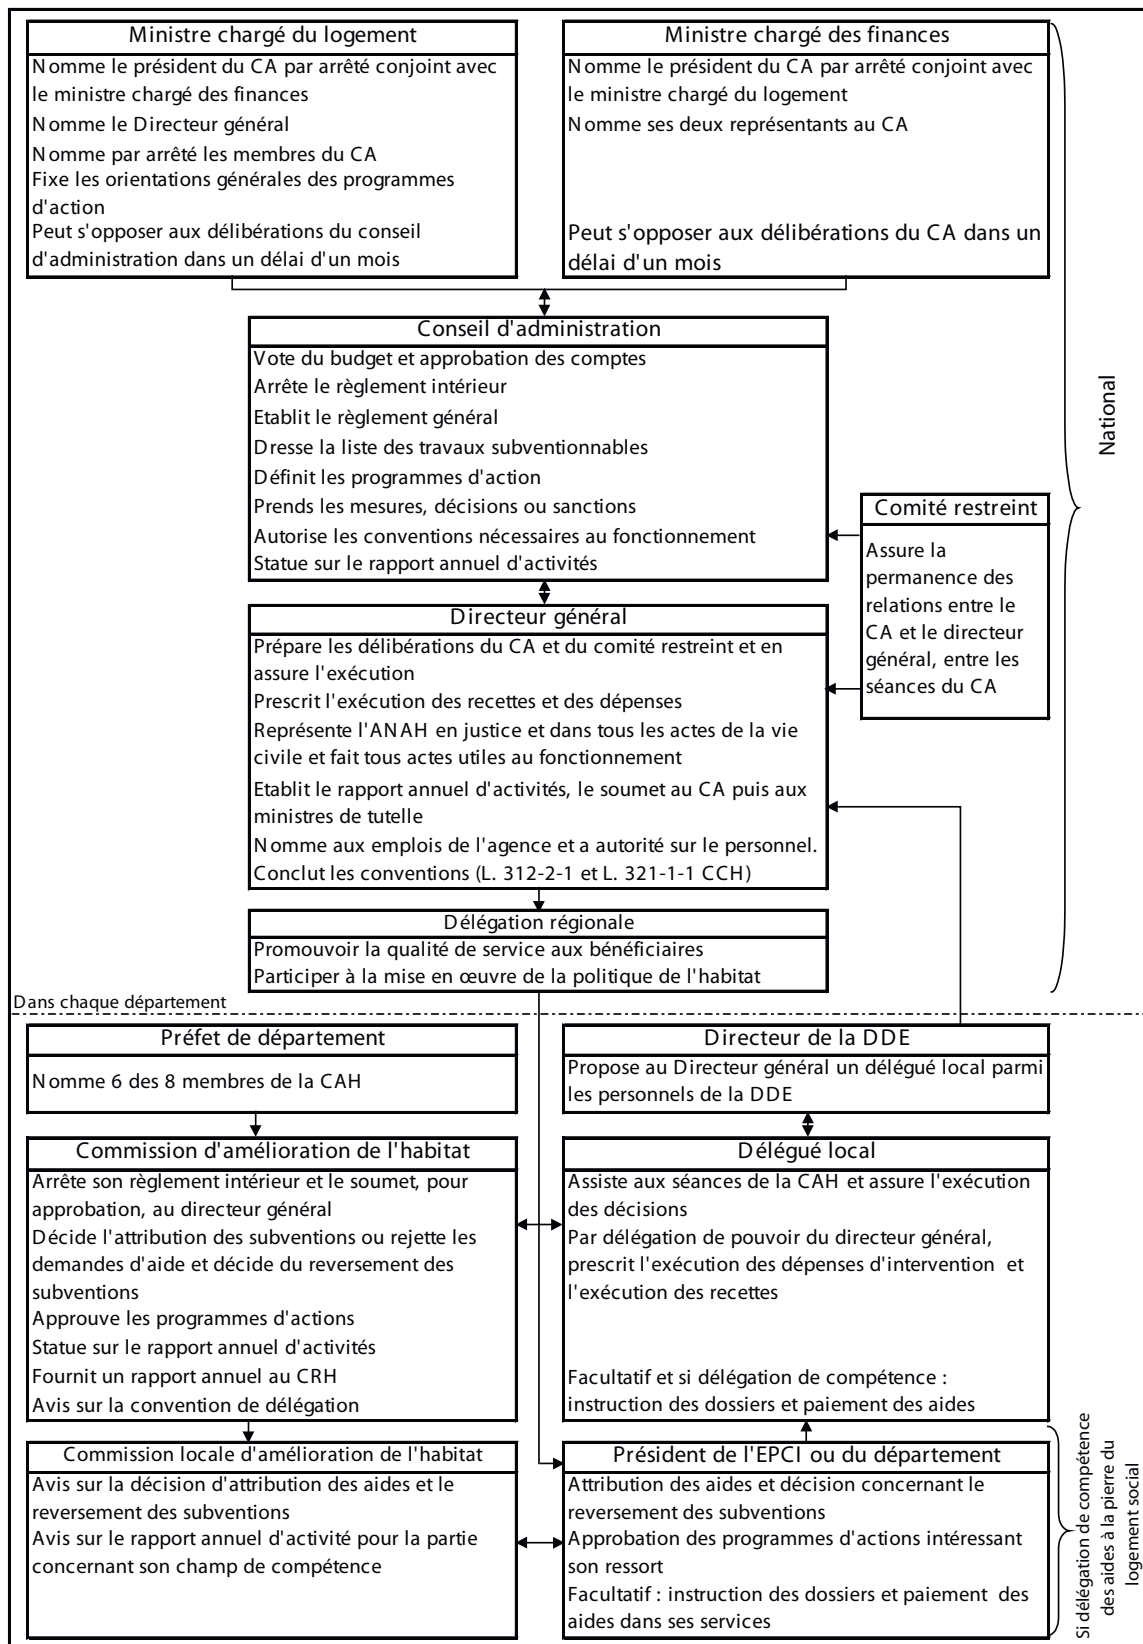 Ministre chargé du logement
Nomme le président du CA par arrêté conjoint avec
le ministre chargé des finances
Nomme le Directeur général
Nomme par arrêté les membres du CA
Fixe les orientations générales des programmes
d'action
Peut s'opposer aux délibérations du conseil
d'administration dans un délai d'un mois
Ministre chargé des finances
Nomme le président du CA par arrêté conjoint avec
le ministre chargé du logement
Nomme ses deux représentants au CA
Peut s'opposer aux délibérations du CA dans un
délai d'un mois
National
Conseil d'administration
Vote du budget et approbation des comptes
Arrête le règlement intérieur
Etablit le règlement général
Dresse la liste des travaux subventionnables
Définit les programmes d'action
Prends les mesures, décisions ou sanctions
Autorise les conventions nécessaires au fonctionnement
Statue sur le rapport annuel d'activités
Comité restreint
Assure la
permanence des
relations entre le
CA et le directeur
général, entre les
séances du CA
Directeur général
Prépare les délibérations du CA et du comité restreint et en
assure l'exécution
Prescrit l'exécution des recettes et des dépenses
Représente l'ANAH en justice et dans tous les actes de la vie
civile et fait tous actes utiles au fonctionnement
Etablit le rapport annuel d'activités, le soumet au CA puis aux
ministres de tutelle
Nomme aux emplois de l'agence et a autorité sur le personnel.
Conclut les conventions (L. 312-2-1 et L. 321-1-1 CCH)
Délégation régionale
Promouvoir la qualité de service aux bénéficiaires
Participer à la mise en œuvre de la politique de l'habitat
Dans chaque département
Préfet de département
Nomme 6 des 8 membres de la CAH
Directeur de la DDE
Propose au Directeur général un délégué local parmi
les personnels de la DDE
Commission d'amélioration de l'habitat
Arrête son règlement intérieur et le soumet, pour
approbation, au directeur général
Décide l'attribution des subventions ou rejette les
demandes d'aide et décide du reversement des
subventions
Approuve les programmes d'actions
Statue sur le rapport annuel d'activités
Fournit un rapport annuel au CRH
Avis sur la convention de délégation
Délégué local
Assiste aux séances de la CAH et assure l'exécution
des décisions
Par délégation de pouvoir du directeur général,
prescrit l'exécution des dépenses d'intervention et
l'exécution des recettes
Facultatif et si délégation de compétence :
instruction des dossiers et paiement des aides
Commission locale d'amélioration de l'habitat
Avis sur la décision d'attribution des aides et le
reversement des subventions
Avis sur le rapport annuel d'activité pour la partie
concernant son champ de compétence
Président de l'EPCI ou du département
Attribution des aides et décision concernant le
reversement des subventions
Approbation des programmes d'actions intéressant
son ressort
Facultatif : instruction des dossiers et paiement des
aides dans ses services
Si délégation de compétence
des aides à la pierre du
logement social